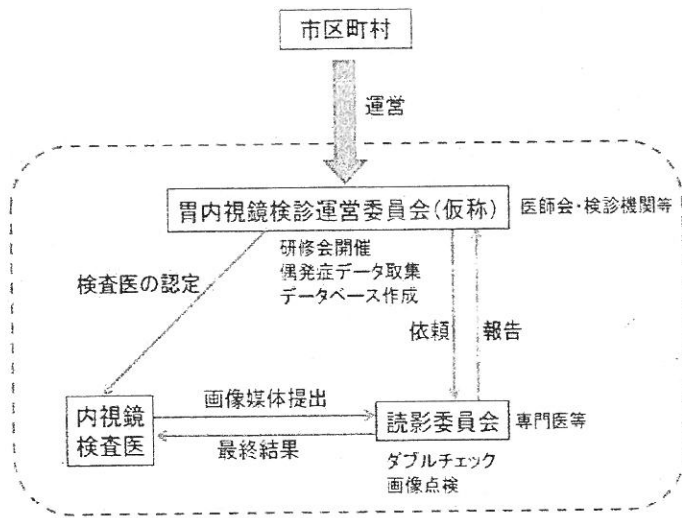 市区町村
運営
胃内視鏡検診運営委員会(仮称)
医師会・検診機関等
研修会開催
偶発症データ収集
データベース作成
検査医の認定
依頼
報告
内視鏡
検査医
画像媒体提出
最終結果
読影委員会
専門医等
ダブルチェック
画像点検